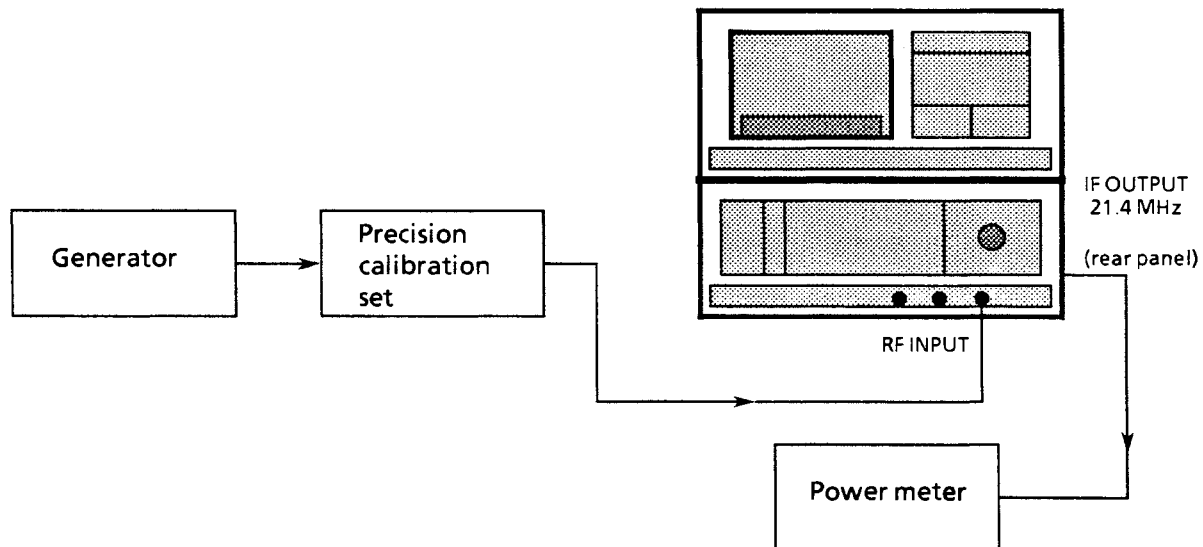 Generator
Precision
calibration
set
IF OUTPUT
21.4 MHz
(rear panel)
RF INPUT
Power meter